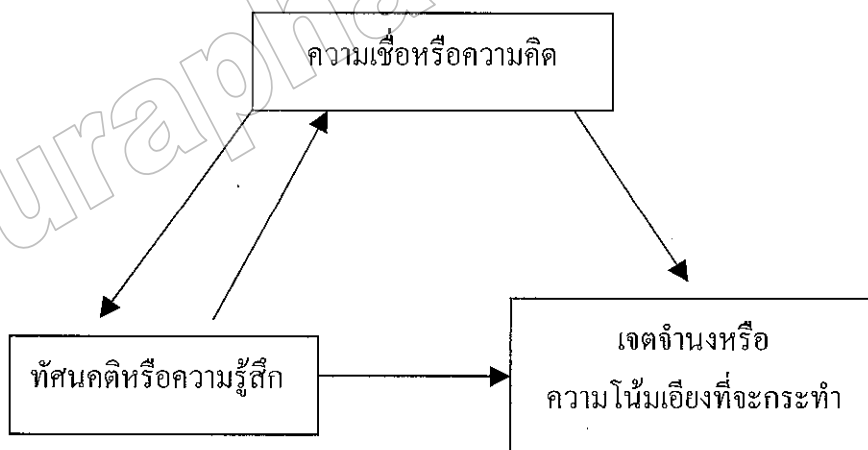 ความเชื่อหรือความคิด
ทัศนคติหรือความรู้สึก
เจตจำนงหรือ
ความโน้มเอียงที่จะกระทำ